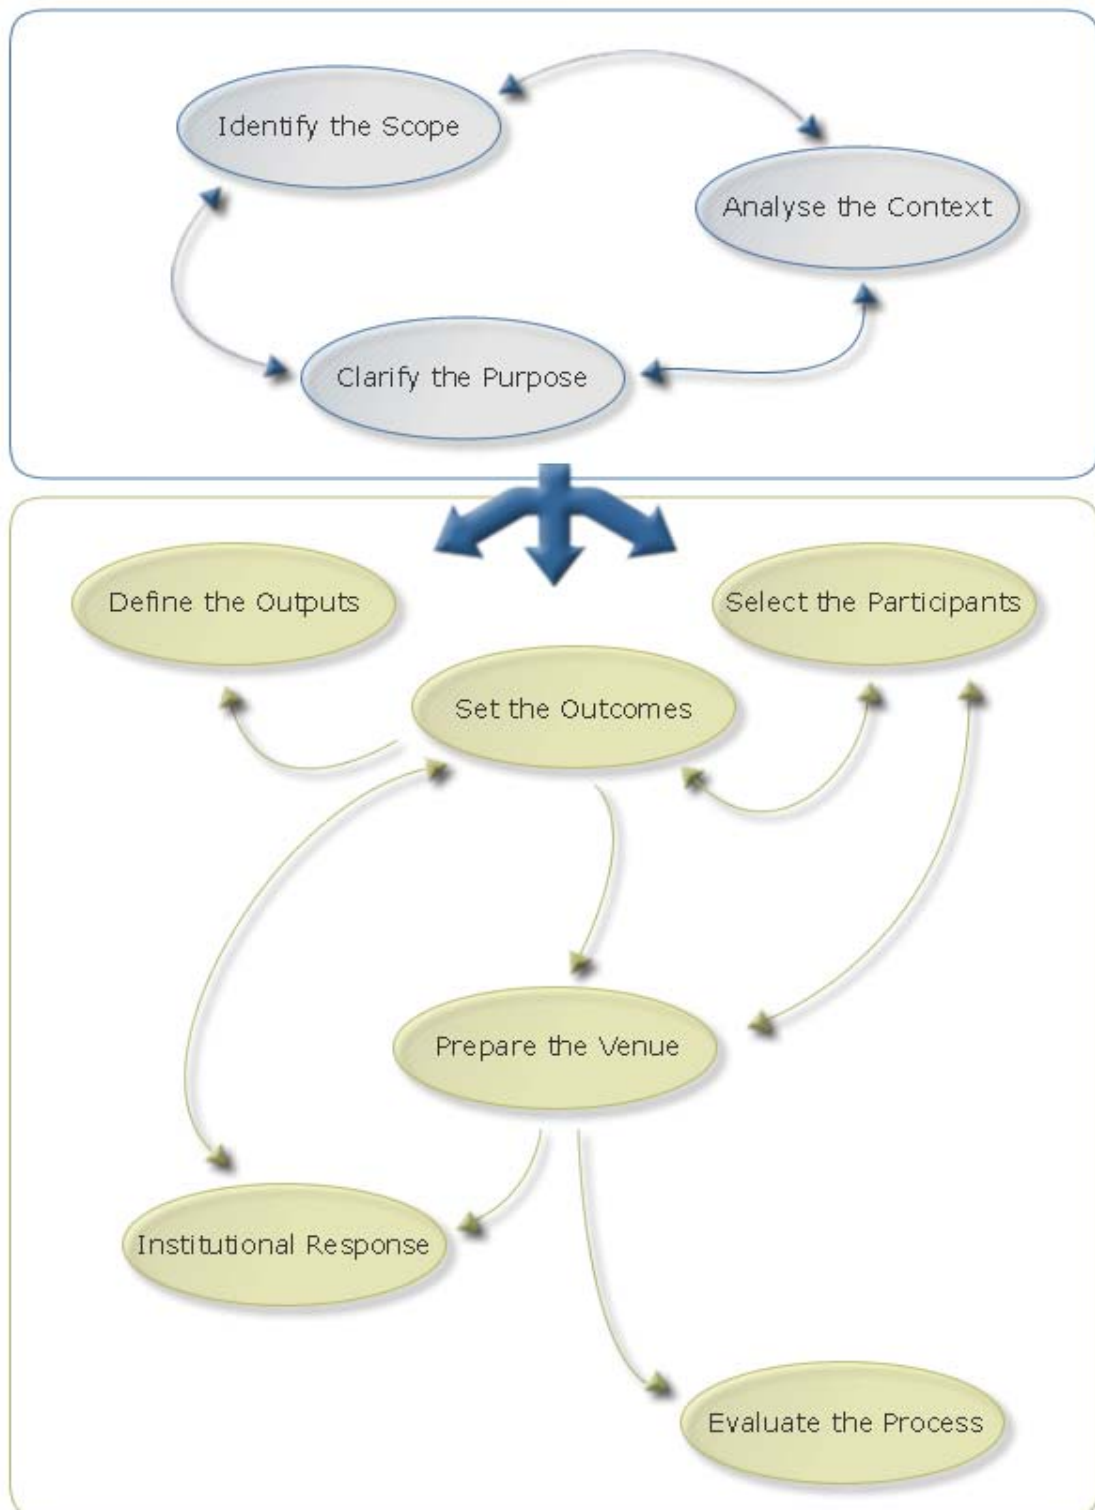 Identify the Scope
Analyse the Context
Clarify the Purpose
Define the Outputs
Select the Participants
Set the Outcomes
Prepare the Venue
Institutional Response
Evaluate the Process